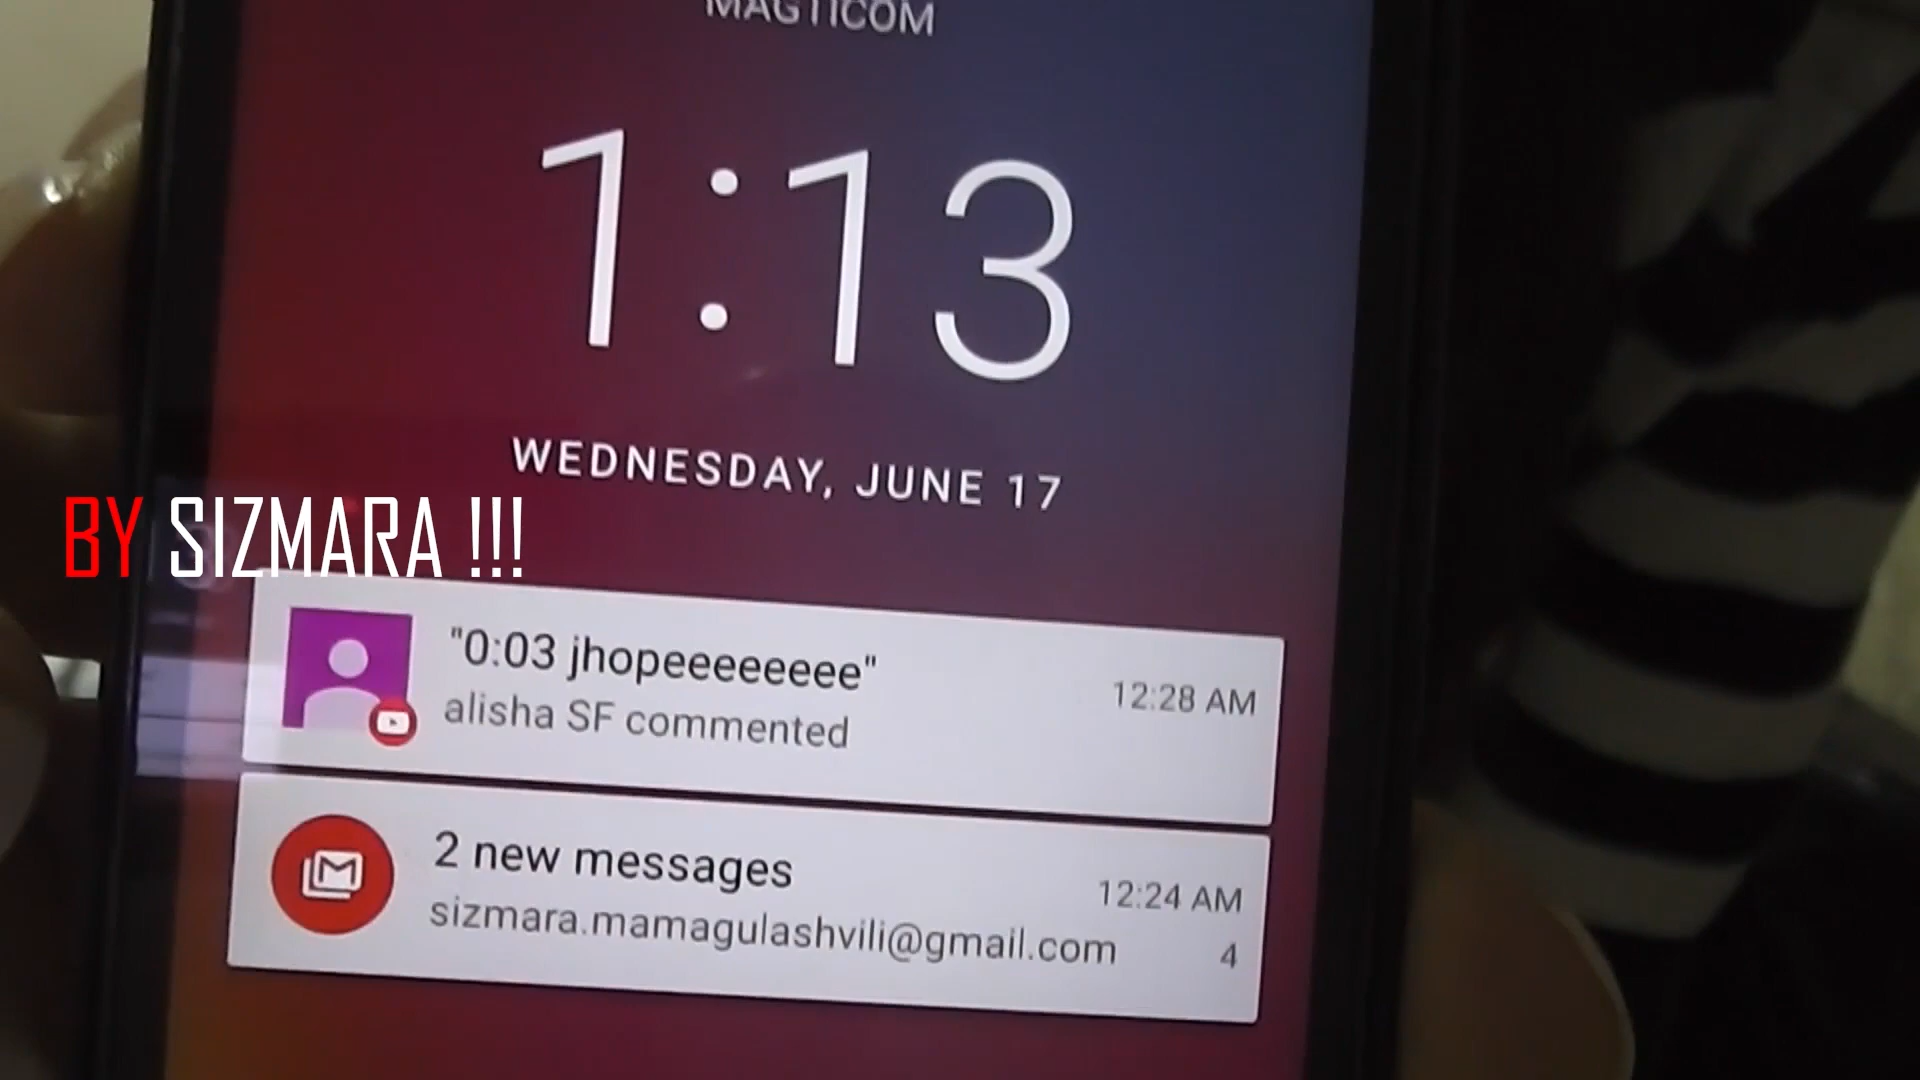 MAGTICOM
1:13
WEDNESDAY, JUNE 17
BY SIZMARA !!!
"0:03 jhopeeeeeeee"
12:28 AM
alisha SF commented
2 new messages
12:24 AM
sizmara.mamagulashvili@gmail.com
4